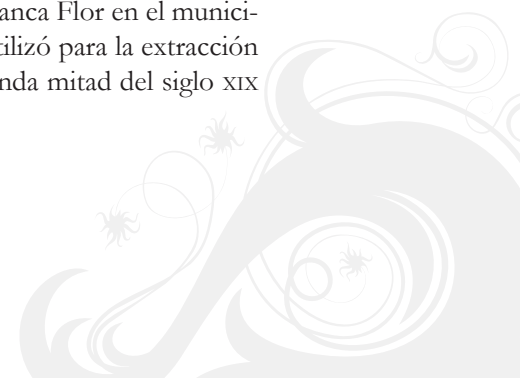 anca Flor en el munici-
tilizó para la extracción
nda mitad del siglo XIX